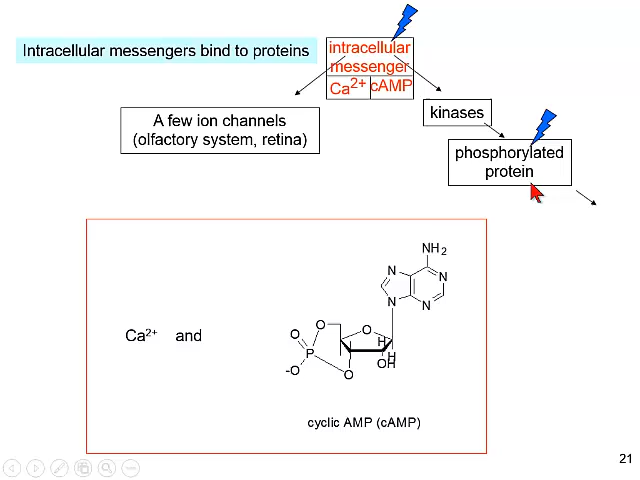 Intracellular messengers bind to proteins
intracellular
messenger
Ca2+ cAMP
A few ion channels
(olfactory system, retina)
kinases
phosphorylated
protein
NH2
N
N
N
N
O
O
O
H
P
H
-O
O
OH
Ca2+ and
cyclic AMP (cAMP)
21